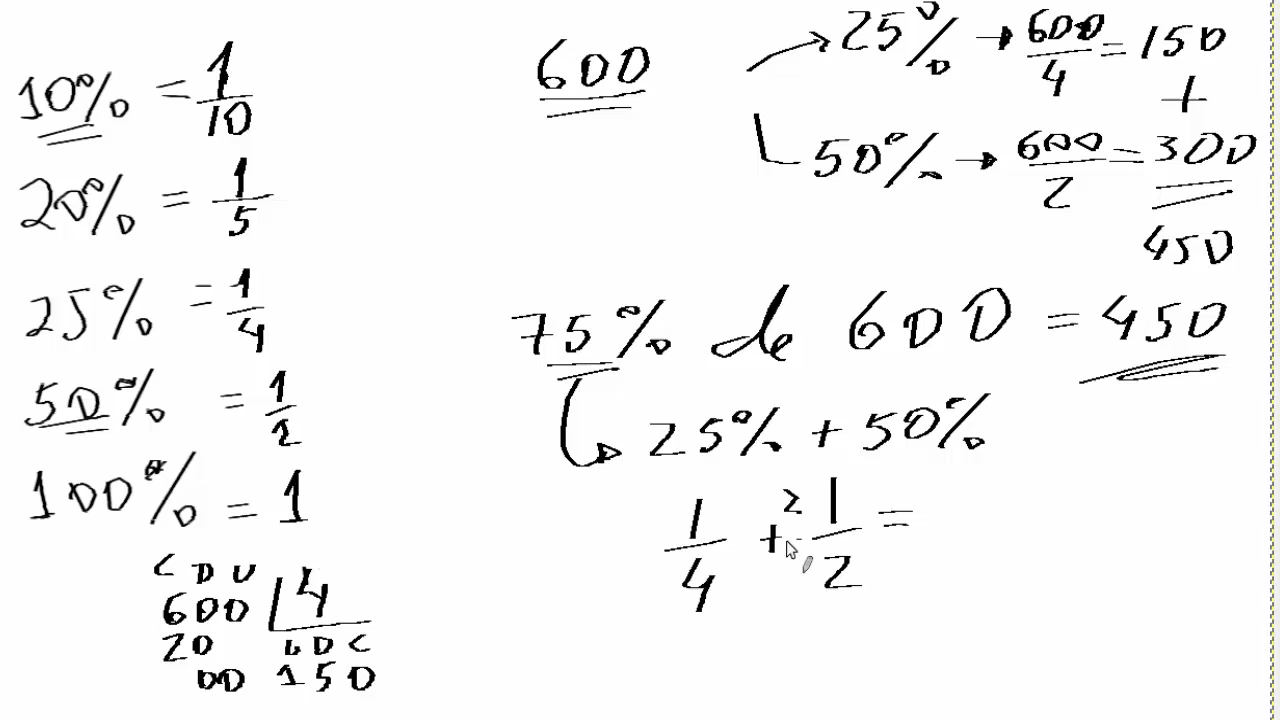 10% = 1/10
20% = 1/5
25% = 1/4
50% = 1/2
100% = 1
C D U
600 | 4
20
00 150
600
25% → 600/4 = 150
+
50% → 600/2 = 300
450
75% de 600 = 450
25% + 50%
1/4 + 2 1/2 =